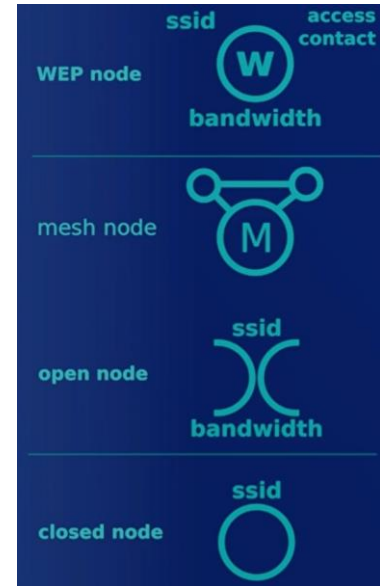 ssid
access
contact
W
WEP node
bandwidth
mesh node
M
ssid
open node
bandwidth
ssid
closed node